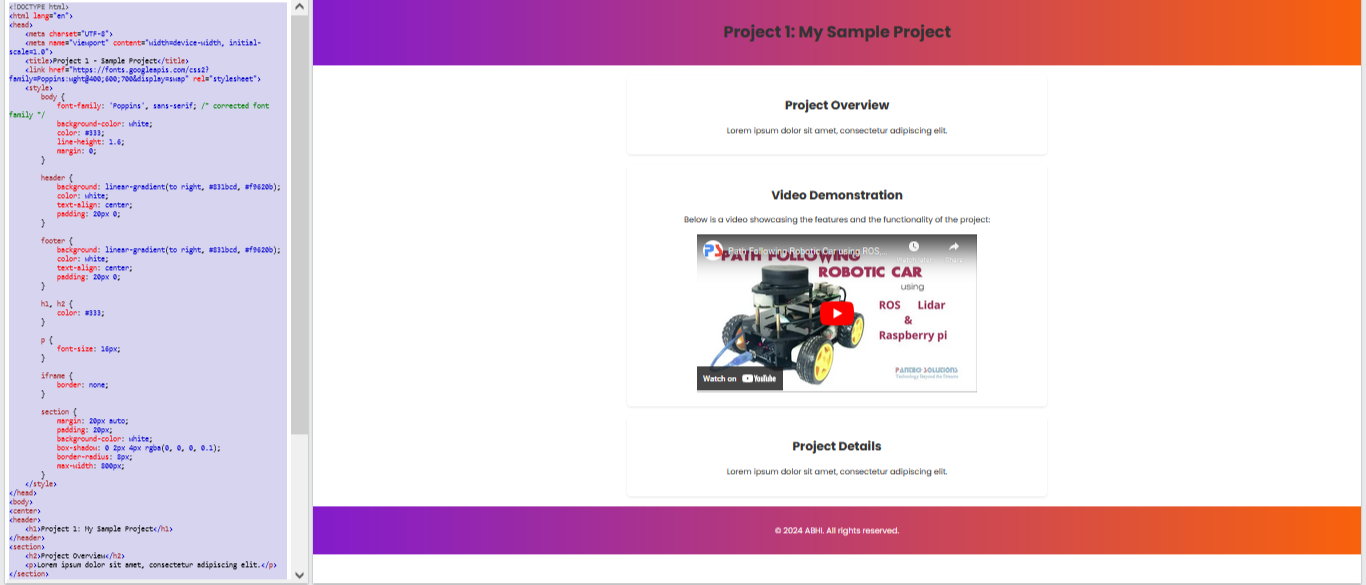 <!DOCTYPE html>
<html lang="en">
<head>
<meta charset="UTF-8">
<meta name="viewport" content="width=device-width, initial-
scale=1.0">
<title>Project 1 - Sample Project</title>
<link href="https://fonts.googleapis.com/css2?
family=Poppins:wght@400;600;700&display=swap" rel="stylesheet">
<style>
body {
font-family: 'Poppins', sans-serif; /* corrected font
family */
background-color: white;
color: #333;
line-height: 1.6;
margin: 0;
}
header {
background: linear-gradient(to right, #831bcd, #f9620b);
color: white;
text-align: center;
padding: 20px 0;
}
footer {
background: linear-gradient(to right, #831bcd, #f9620b);
color: white;
text-align: center;
padding: 20px 0;
}
h1, h2 {
color: #333;
}
p {
font-size: 16px;
}
iframe {
border: none;
}
section {
margin: 20px auto;
padding: 20px;
background-color: white;
box-shadow: 0 2px 4px rgba(0, 0, 0, 0.1);
border-radius: 8px;
max-width: 800px;
}
</style>
</head>
<body>
<center>
<header>
<h1>Project 1: My Sample Project</h1>
</header>
<section>
<h2>Project Overview</h2>
<p>Lorem ipsum dolor sit amet, consectetur adipiscing elit.</p>
</section>
Project 1: My Sample Project
Project Overview
Lorem ipsum dolor sit amet, consectetur adipiscing elit.
Video Demonstration
Below is a video showcasing the features and the functionality of the project:
Path Following Robotic Car using ROS...
Watch later Share
PATH FOLLOWING
ROBOTIC CAR
using
ROS Lidar
&
Raspberry pi
Watch on YouTube
PANTECH SOLUTIONS
Technology Beyond the Dreams
Project Details
Lorem ipsum dolor sit amet, consectetur adipiscing elit.
© 2024 ABHI. All rights reserved.